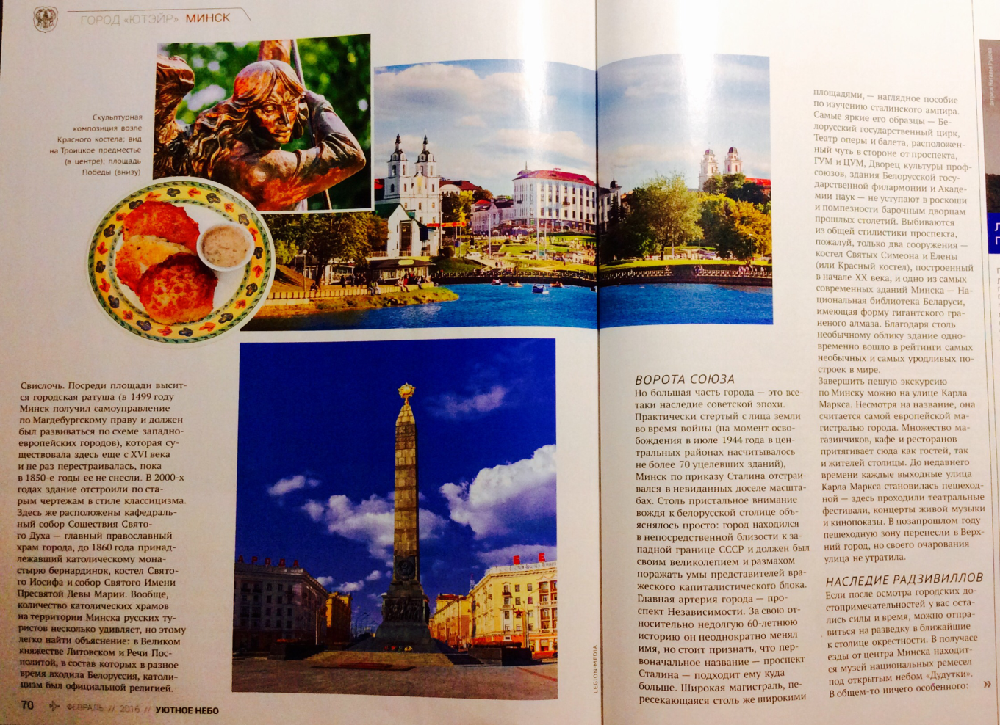 ГОРОД «ЮТЭЙР» МИНСК
Скульптурная
композиция возле
Красного костела; вид
на Троицкое предместье
(в центре); площадь
Победы (внизу)
Свислочь. Посреди площади высит-
ся городская ратуша (в 1499 году
Минск получил самоуправление
по Магдебургскому праву и должен
был развиваться по схеме западно-
европейских городов), которая су-
ществовала здесь еще с XVI века
и не раз перестраивалась, пока
в 1850-е годы ее не снесли. В 2000-х
годах здание отстроили по ста-
рым чертежам в стиле классицизма.
Здесь же расположены кафедраль-
ный собор Сошествия Свято-
го Духа — главный православный
храм города, до 1860 года принад-
лежавший католическому мона-
стырю бернардинок, костел Свято-
го Иосифа и собор Святого Имени
Пресвятой Девы Марии. Вообще,
количество католических храмов
на территории Минска русских ту-
ристов несколько удивляет, но этому
легко найти объяснение: в Великом
княжестве Литовском и Речи Пос-
политой, в состав которых в разное
время входила Белоруссия, католи-
цизм был официальной религией.
АРОДА
БЕ
LEGION-MEDIA
70 ФЕВРАЛЬ // 2016 // УЮТНОЕ НЕБО
ВОРОТА СОЮЗА
Но большая часть города — это все-
таки наследие советской эпохи.
Практически стертый с лица земли
во время войны (на момент осво-
бождения в июле 1944 года в цен-
тральных районах насчитывалось
не более 70 уцелевших зданий),
Минск по приказу Сталина отстраи-
вался в невиданных доселе масшта-
бах. Столь пристальное внимание
вождя к белорусской столице объ-
яснялось просто: город находился
в непосредственной близости к за-
падной границе СССР и должен был
своим великолепием и размахом
поражать умы представителей вра-
жеского капиталистического блока.
Главная артерия города — про-
спект Независимости. За свою от-
носительно недолгую 60-летнюю
историю он неоднократно менял
имя, но стоит признать, что пер-
воначальное название — проспект
Сталина — подходит ему куда
больше. Широкая магистраль, пе-
ресекающаяся столь же широкими
площадями, — наглядное пособие
по изучению сталинского ампира.
Самые яркие его образцы — Бе-
лорусский государственный цирк,
Театр оперы и балета, расположен-
ный чуть в стороне от проспекта,
ГУМ и ЦУМ, Дворец культуры проф-
союзов, здания Белорусской госу-
дарственной филармонии и Акаде-
мии наук — не уступают в роскоши
и помпезности барочным дворцам
прошлых столетий. Выбиваются
из общей стилистики проспекта,
пожалуй, только два сооружения —
костел Святых Симеона и Елены
(или Красный костел), построенный
в начале XX века, и одно из самых
современных зданий Минска — На-
циональная библиотека Беларуси,
имеющая форму гигантского гра-
неного алмаза. Благодаря столь
необычному облику здание одно-
временно вошло в рейтинги самых
необычных и самых уродливых по-
строек в мире.
Завершить пешую экскурсию
по Минску можно на улице Карла
Маркса. Несмотря на название, она
считается самой европейской ма-
гистралью города. Множество ма-
газинчиков, кафе и ресторанов
притягивает сюда как гостей, так
и жителей столицы. До недавнего
времени каждые выходные улица
Карла Маркса становилась пешеход-
ной — здесь проходили театральные
фестивали, концерты живой музыки
и кинопоказы. В позапрошлом году
пешеходную зону перенесли в Верх-
ний город, но своего очарования
улица не утратила.
НАСЛЕДИЕ РАДЗИВИЛЛОВ
Если после осмотра городских до-
стопримечательностей у вас оста-
лись силы и время, можно отпра-
виться на разведку в ближайшие
к столице окрестности. В получасе
езды от центра Минска находит-
ся музей национальных ремесел
под открытым небом «Дудутки».
В общем-то ничего особенного: »